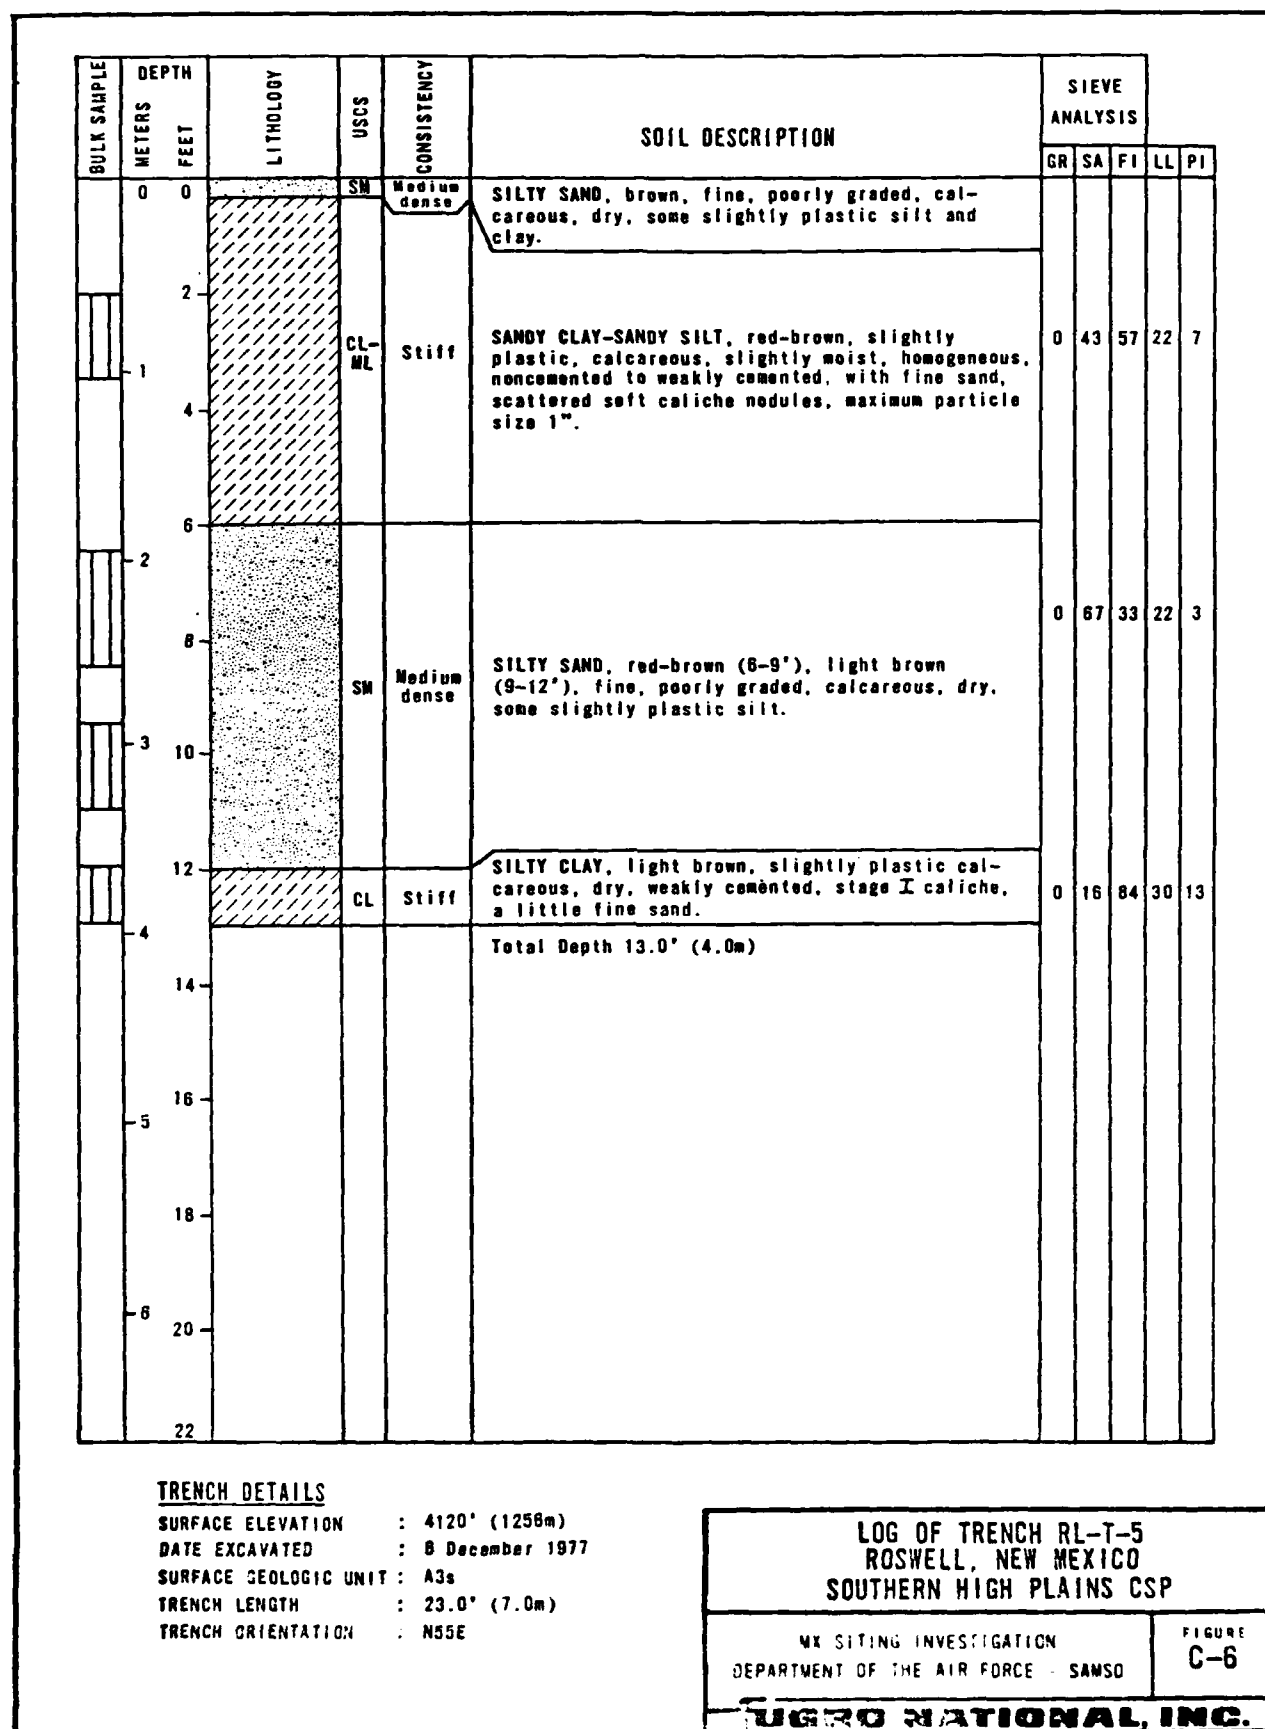 BULK SAMPLE
DEPTH
METERS
FEET
LITHOLOGY
USCS
CONSISTENCY
SOIL DESCRIPTION
SIEVE
ANALYSIS
GR SA FI LL PI
0 0
SM
Medium
dense
SILTY SAND, brown, fine, poorly graded, cal-
careous, dry, some slightly plastic silt and
clay.
2
1
4
CL-
ML
Stiff
SANDY CLAY-SANDY SILT, red-brown, slightly
plastic, calcareous, slightly moist, homogeneous,
noncemented to weakly cemented, with fine sand,
scattered soft caliche nodules, maximum particle
size 1".
0 43 57 22 7
6
2
8
3
10
SM
Medium
dense
SILTY SAND, red-brown (6-9'), light brown
(9-12'), fine, poorly graded, calcareous, dry,
some slightly plastic silt.
0 67 33 22 3
12
CL
Stiff
SILTY CLAY, light brown, slightly plastic cal-
careous, dry, weakly cemented, stage I caliche,
a little fine sand.
0 16 84 30 13
4
Total Depth 13.0' (4.0m)
14
16
5
18
6
20
22
TRENCH DETAILS
SURFACE ELEVATION : 4120' (1256m)
DATE EXCAVATED : 8 December 1977
SURFACE GEOLOGIC UNIT : A3s
TRENCH LENGTH : 23.0' (7.0m)
TRENCH ORIENTATION : N55E
LOG OF TRENCH RL-T-5
ROSWELL, NEW MEXICO
SOUTHERN HIGH PLAINS CSP
MX SITING INVESTIGATION
DEPARTMENT OF THE AIR FORCE - SAMSO
FIGURE
C-6
UGRO NATIONAL, INC.